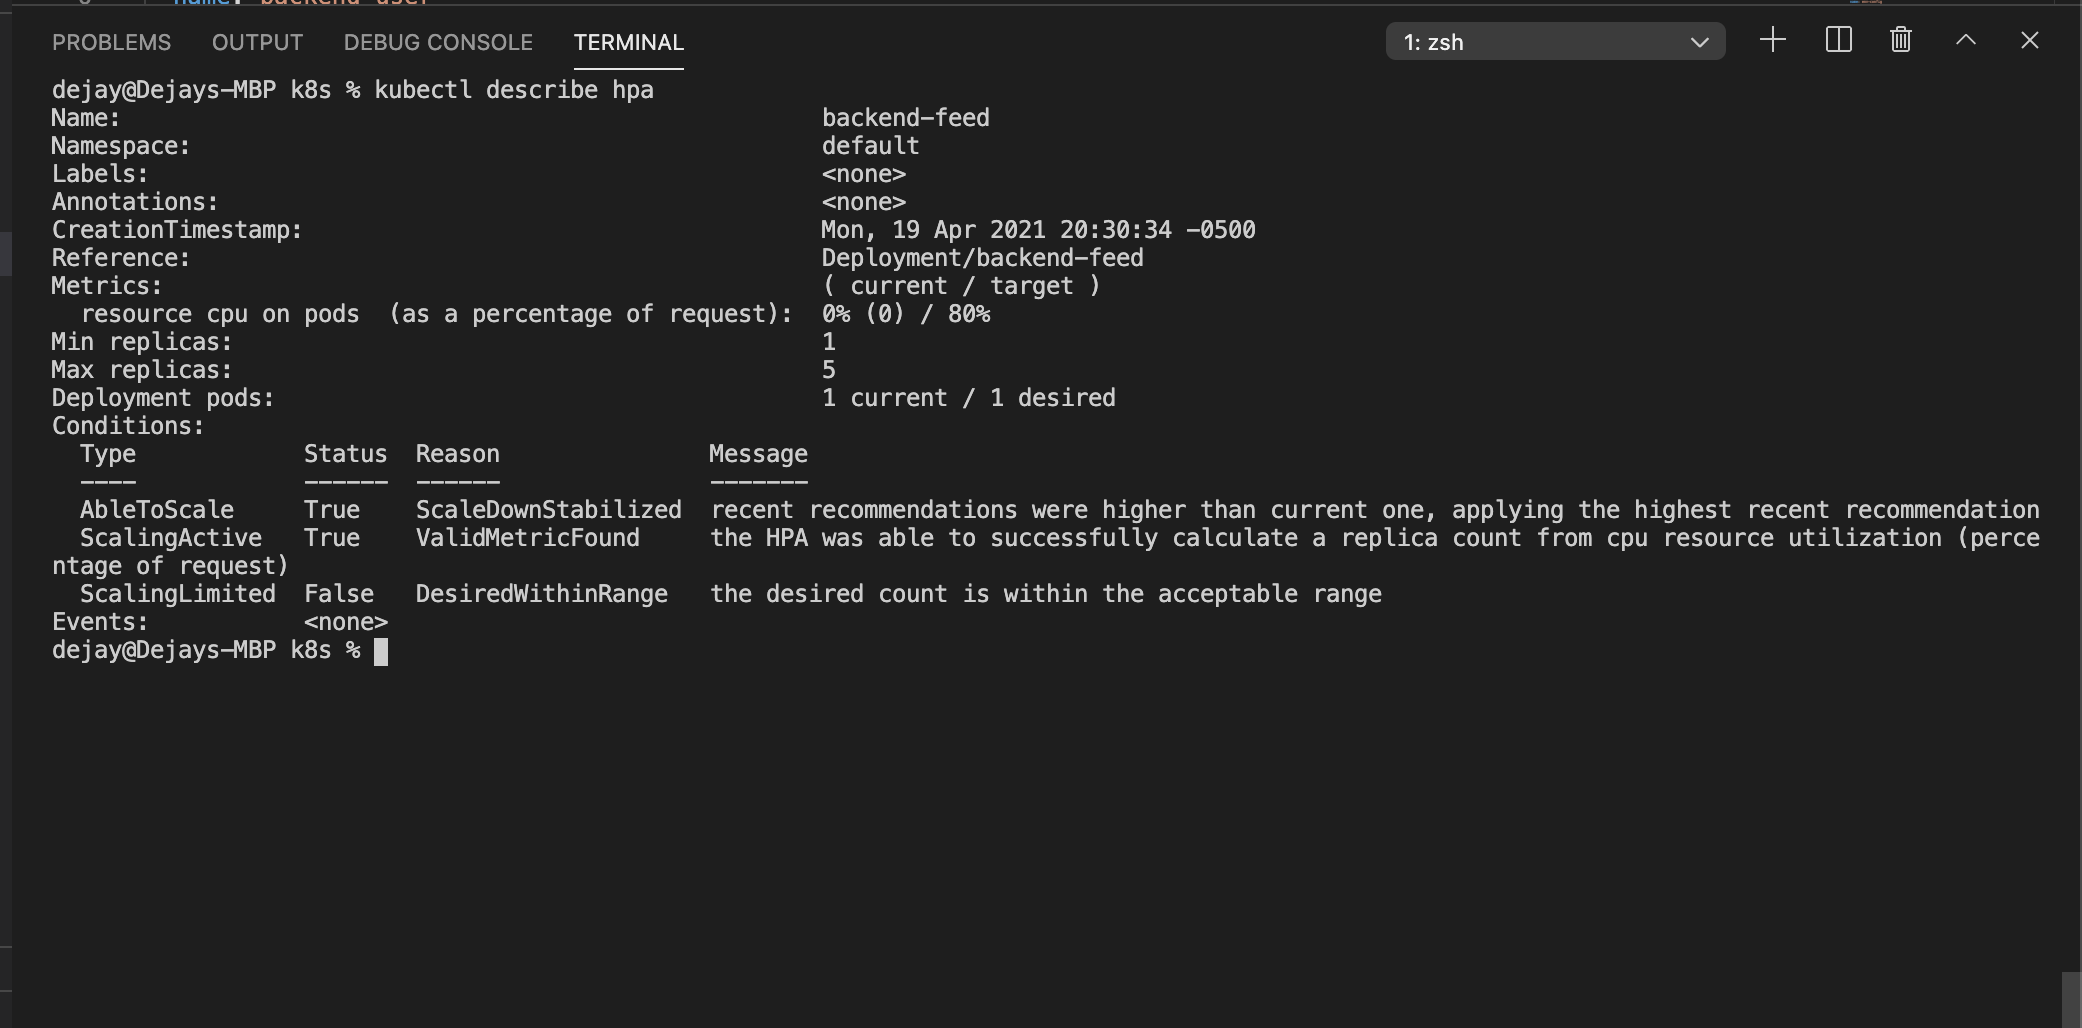 name: backend-user
PROBLEMS OUTPUT DEBUG CONSOLE TERMINAL 1: zsh
dejay@Dejays-MBP k8s % kubectl describe hpa
Name: backend-feed
Namespace: default
Labels: <none>
Annotations: <none>
CreationTimestamp: Mon, 19 Apr 2021 20:30:34 -0500
Reference: Deployment/backend-feed
Metrics: ( current / target )
resource cpu on pods (as a percentage of request): 0% (0) / 80%
Min replicas: 1
Max replicas: 5
Deployment pods: 1 current / 1 desired
Conditions:
Type Status Reason Message
---- ------ ------ -------
AbleToScale True ScaleDownStabilized recent recommendations were higher than current one, applying the highest recent recommendation
ScalingActive True ValidMetricFound the HPA was able to successfully calculate a replica count from cpu resource utilization (perce
ntage of request)
ScalingLimited False DesiredWithinRange the desired count is within the acceptable range
Events: <none>
dejay@Dejays-MBP k8s %